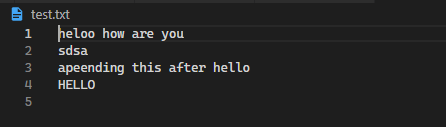 test.txt
1 heloo how are you
2 sdsa
3 apeending this after hello
4 HELLO
5